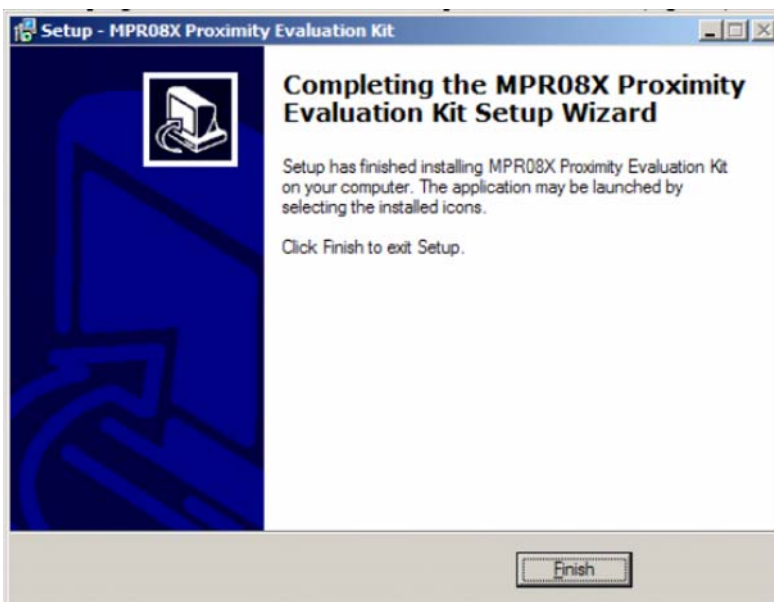 Setup - MPR08X Proximity Evaluation Kit
Completing the MPR08X Proximity
Evaluation Kit Setup Wizard
Setup has finished installing MPR08X Proximity Evaluation Kit
on your computer. The application may be launched by
selecting the installed icons.
Click Finish to exit Setup.
Finish